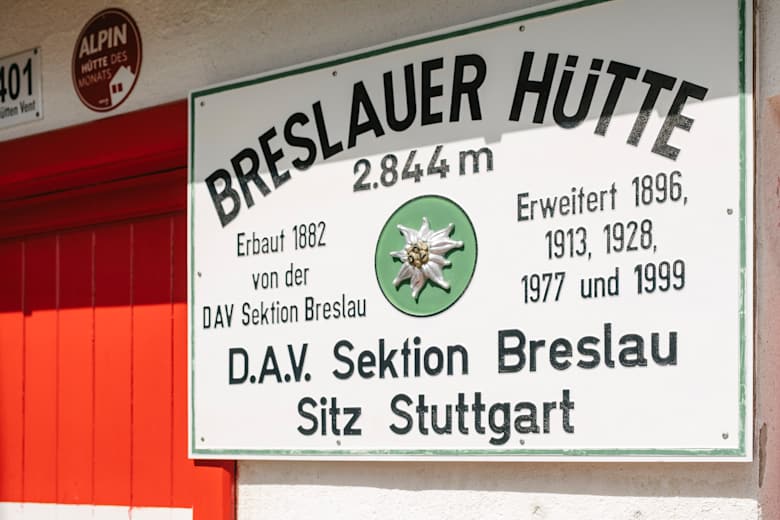 ALPIN
HÜTTE DES
MONATS
401
Hütten Vent
BRESLAUER HÜTTE
2.844 m
Erbaut 1882
von der
DAV Sektion Breslau
Erweitert 1896,
1913, 1928,
1977 und 1999
D.A.V. Sektion Breslau
Sitz Stuttgart